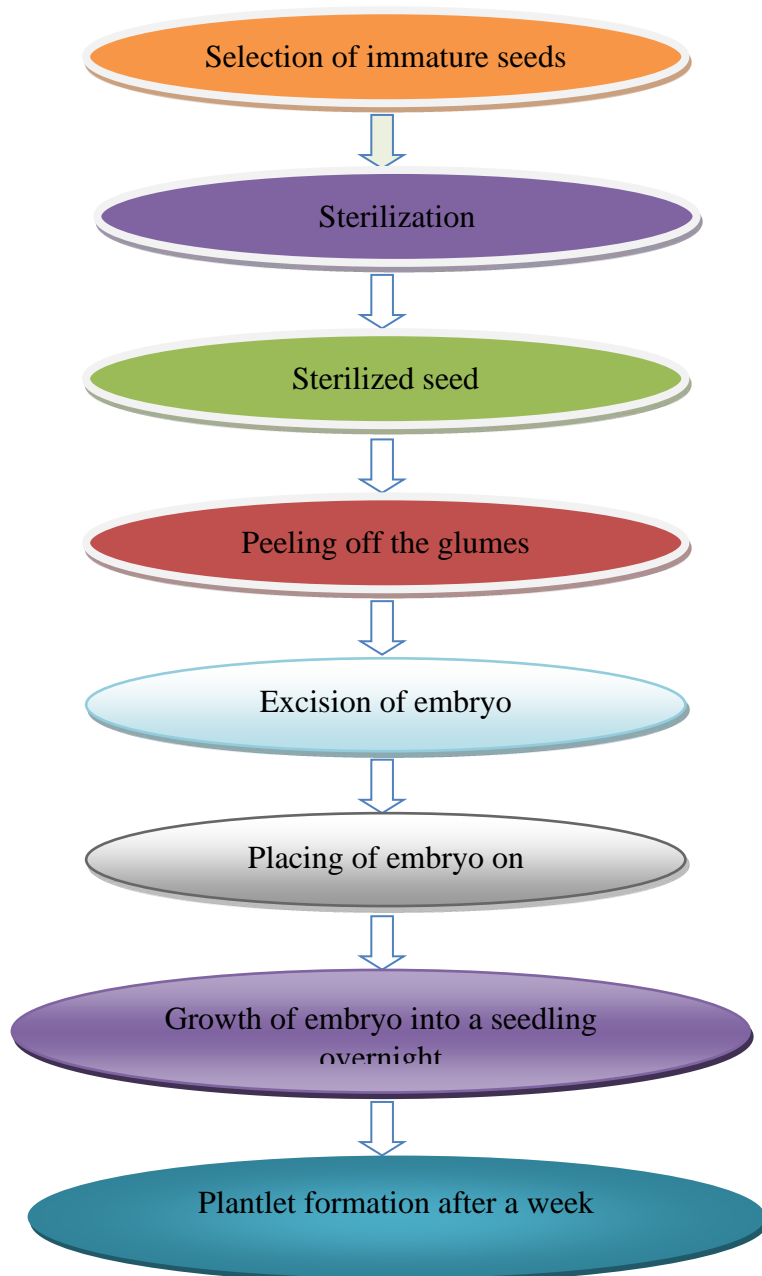 Selection of immature seeds
Sterilization
Sterilized seed
Peeling off the glumes
Excision of embryo
Placing of embryo on
Growth of embryo into a seedling
overnight
Plantlet formation after a week